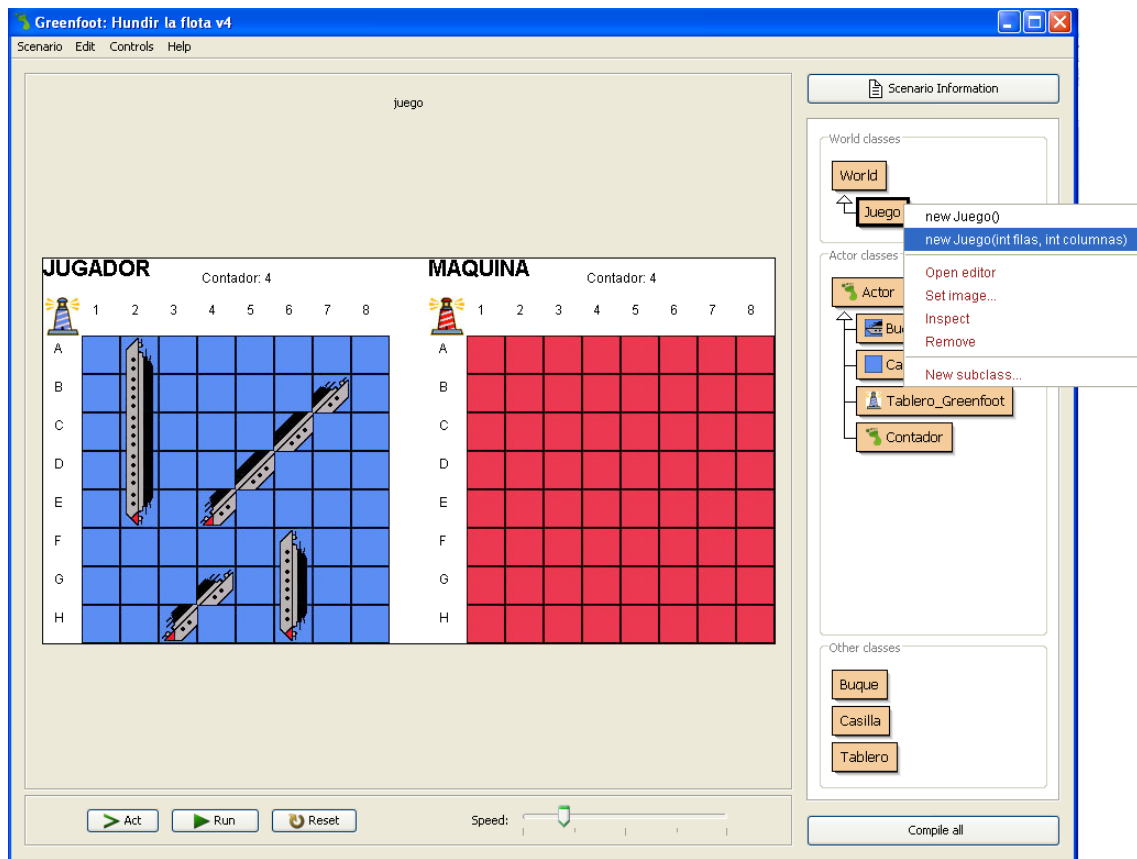 Greenfoot: Hundir la flota v4
Scenario Edit Controls Help
juego
JUGADOR
Contador: 4
1 2 3 4 5 6 7 8
A
B
C
D
E
F
G
H
MAQUINA
Contador: 4
1 2 3 4 5 6 7 8
A
B
C
D
E
F
G
H
Scenario Information
World classes
World
Juego
new Juego()
new Juego(int filas, int columnas)
Open editor
Set image...
Inspect
Remove
New subclass...
Actor classes
Actor
Bu
Ca
Tablero_Greenfoot
Contador
Other classes
Buque
Casilla
Tablero
Act
Run
Reset
Speed:
Compile all